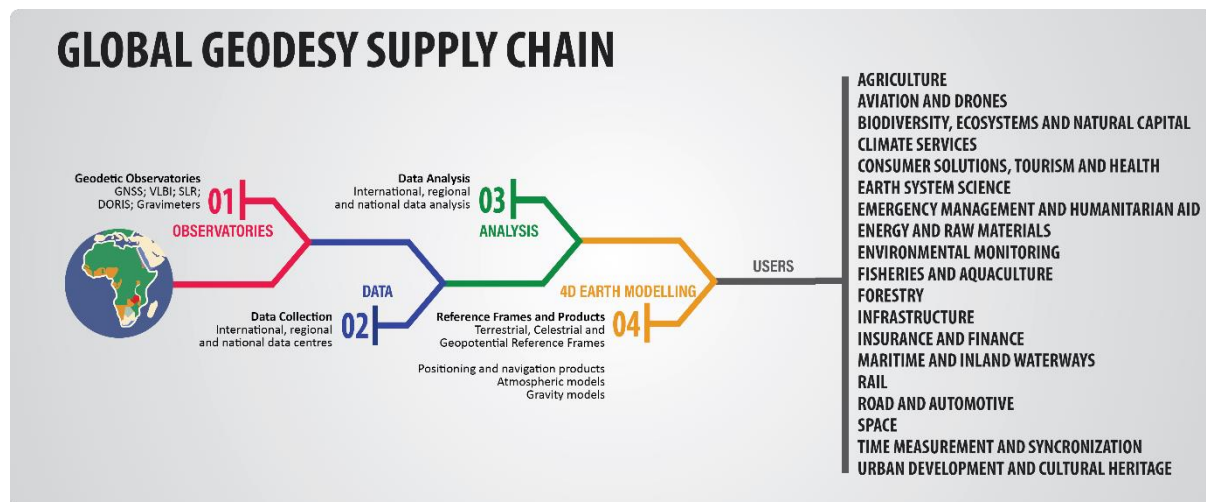 GLOBAL GEODESY SUPPLY CHAIN
Geodetic Observatories
GNSS; VLBI; SLR;
DORIS; Gravimeters
01
OBSERVATORIES
DATA
Data Collection
International, regional
and national data centres
02
Data Analysis
International, regional
and national data analysis
03
ANALYSIS
4D EARTH MODELLING
Reference Frames and Products
Terrestrial, Celestrial and
Geopotential Reference Frames
04
Positioning and navigation products
Atmospheric models
Gravity models
USERS
AGRICULTURE
AVIATION AND DRONES
BIODIVERSITY, ECOSYSTEMS AND NATURAL CAPITAL
CLIMATE SERVICES
CONSUMER SOLUTIONS, TOURISM AND HEALTH
EARTH SYSTEM SCIENCE
EMERGENCY MANAGEMENT AND HUMANITARIAN AID
ENERGY AND RAW MATERIALS
ENVIRONMENTAL MONITORING
FISHERIES AND AQUACULTURE
FORESTRY
INFRASTRUCTURE
INSURANCE AND FINANCE
MARITIME AND INLAND WATERWAYS
RAIL
ROAD AND AUTOMOTIVE
SPACE
TIME MEASUREMENT AND SYNCRONIZATION
URBAN DEVELOPMENT AND CULTURAL HERITAGE